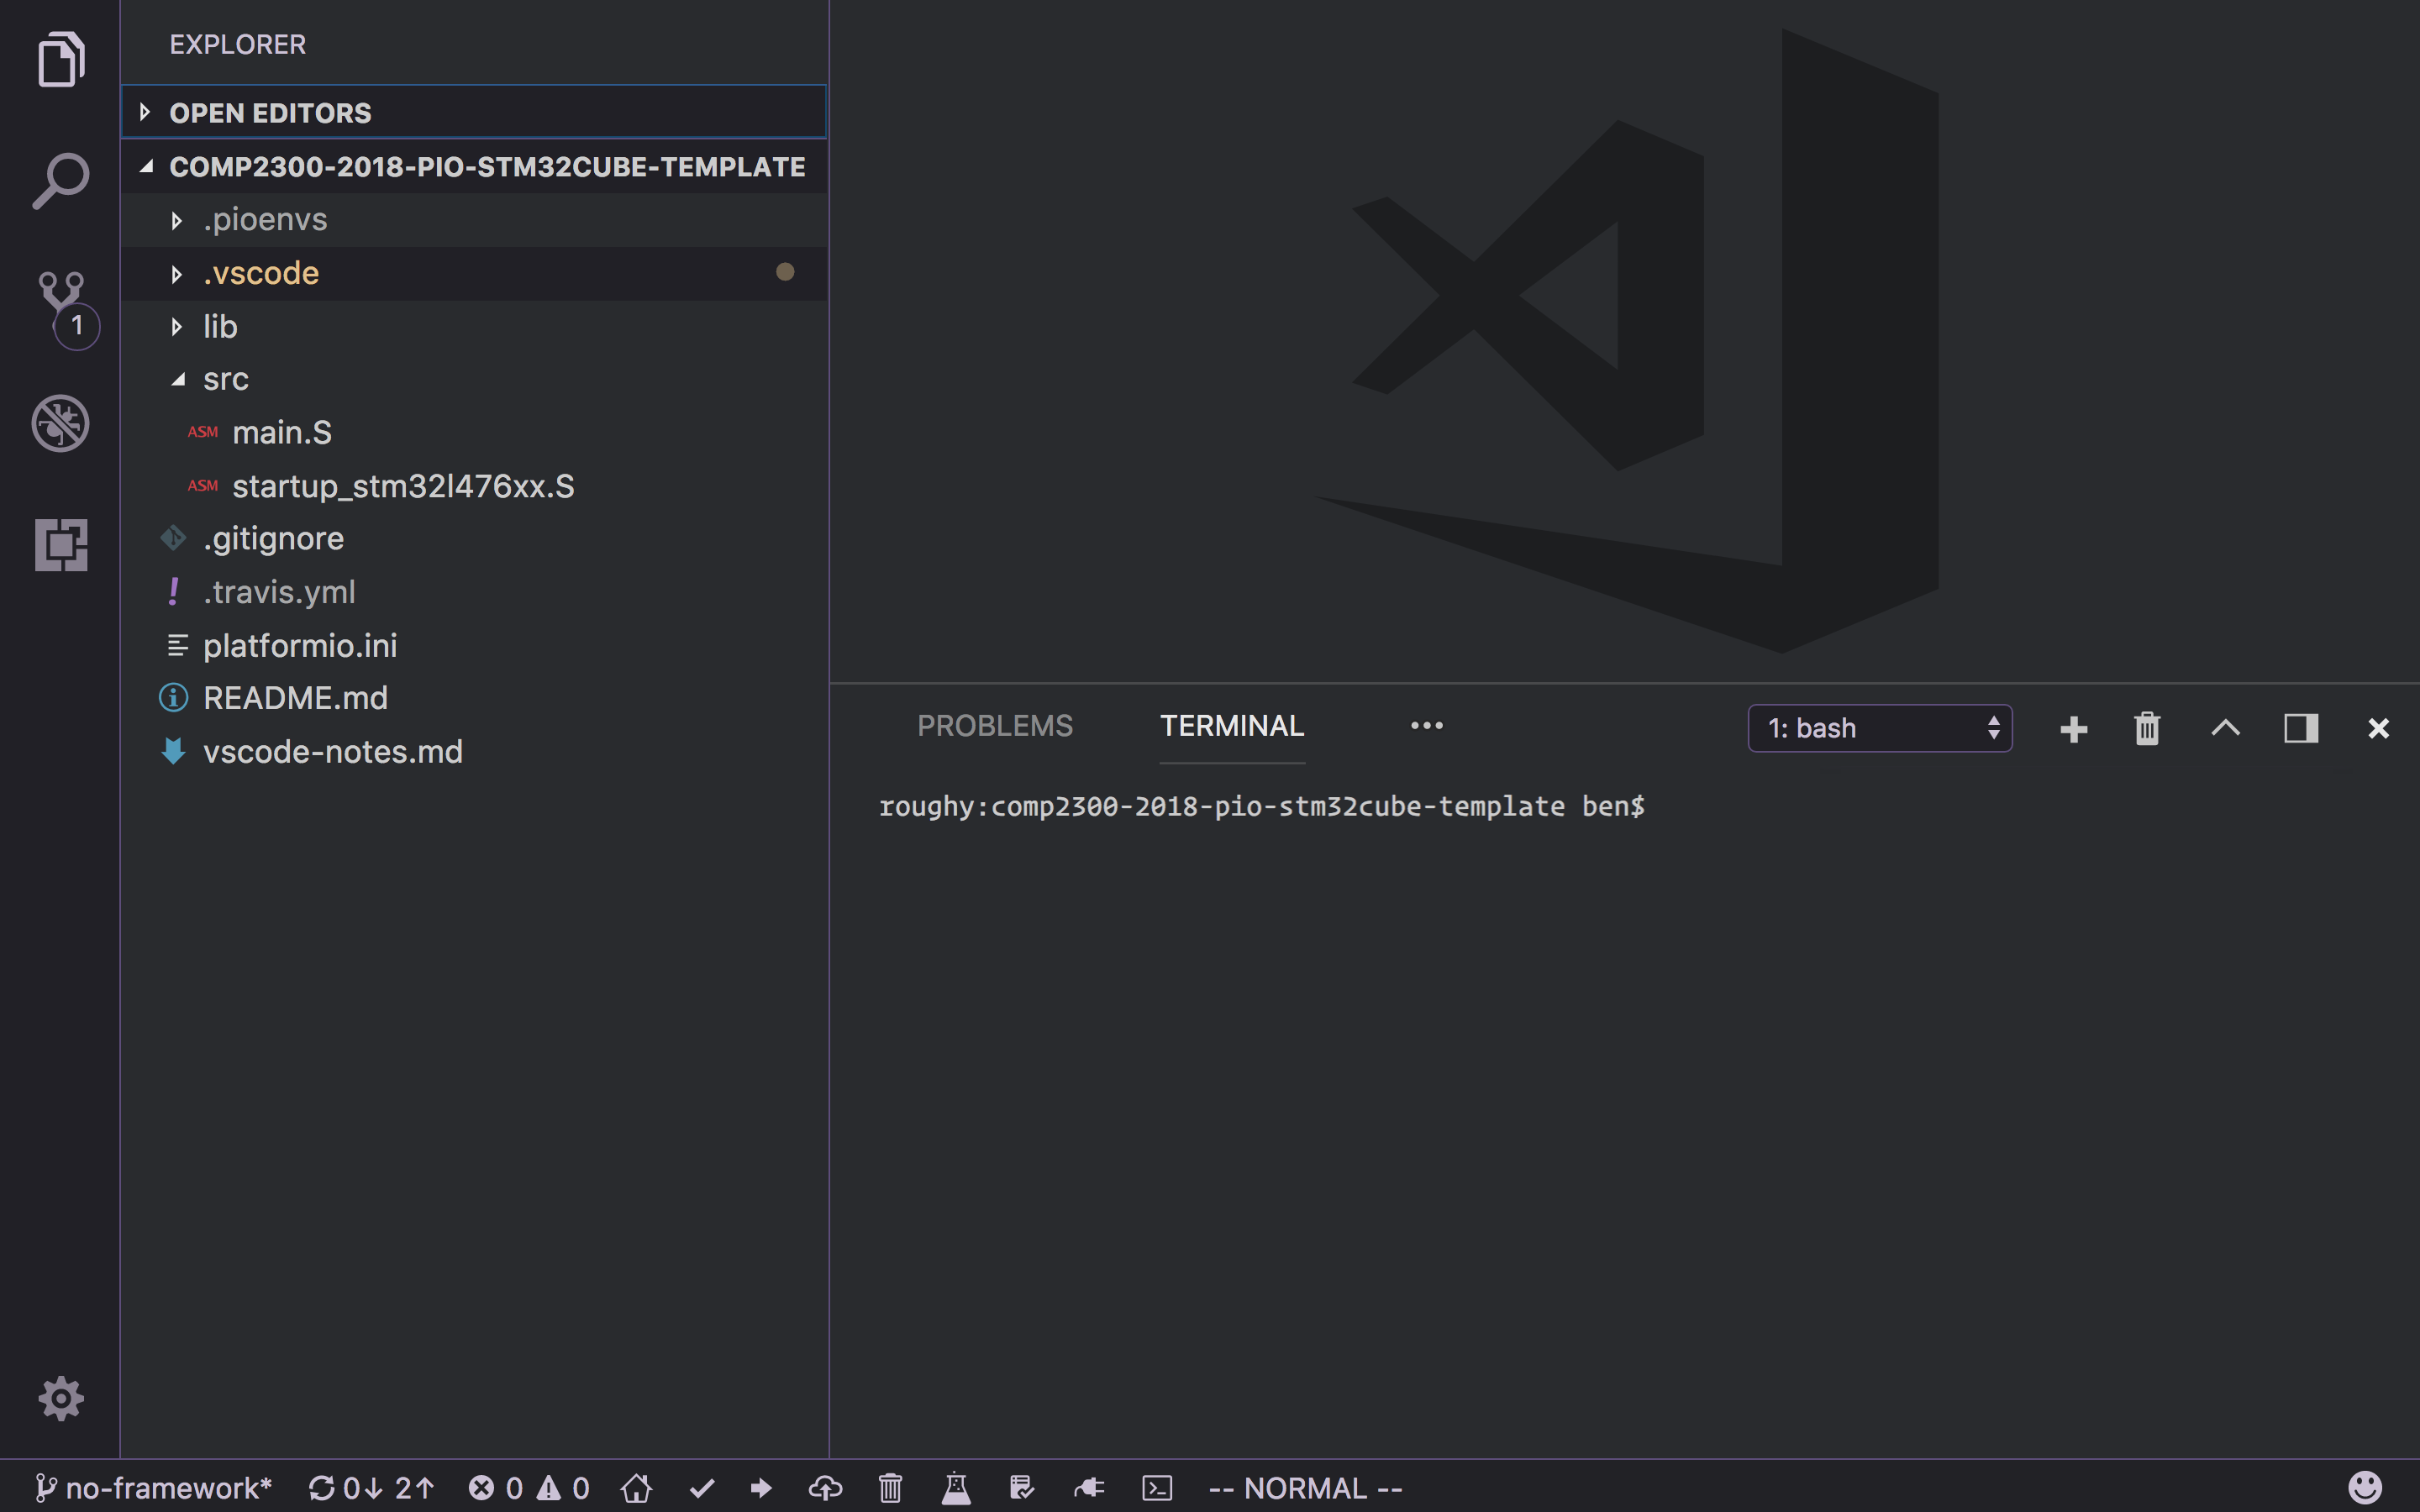 EXPLORER
OPEN EDITORS
COMP2300-2018-PIO-STM32CUBE-TEMPLATE
.pioenvs
.vscode
lib
1
src
ASM main.S
ASM startup_stm32l476xx.S
.gitignore
! .travis.yml
platformio.ini
README.md
vscode-notes.md
PROBLEMS TERMINAL ••• 1: bash
roughy:comp2300-2018-pio-stm32cube-template ben$
no-framework* 0↓ 2↑ 0 0 -- NORMAL --